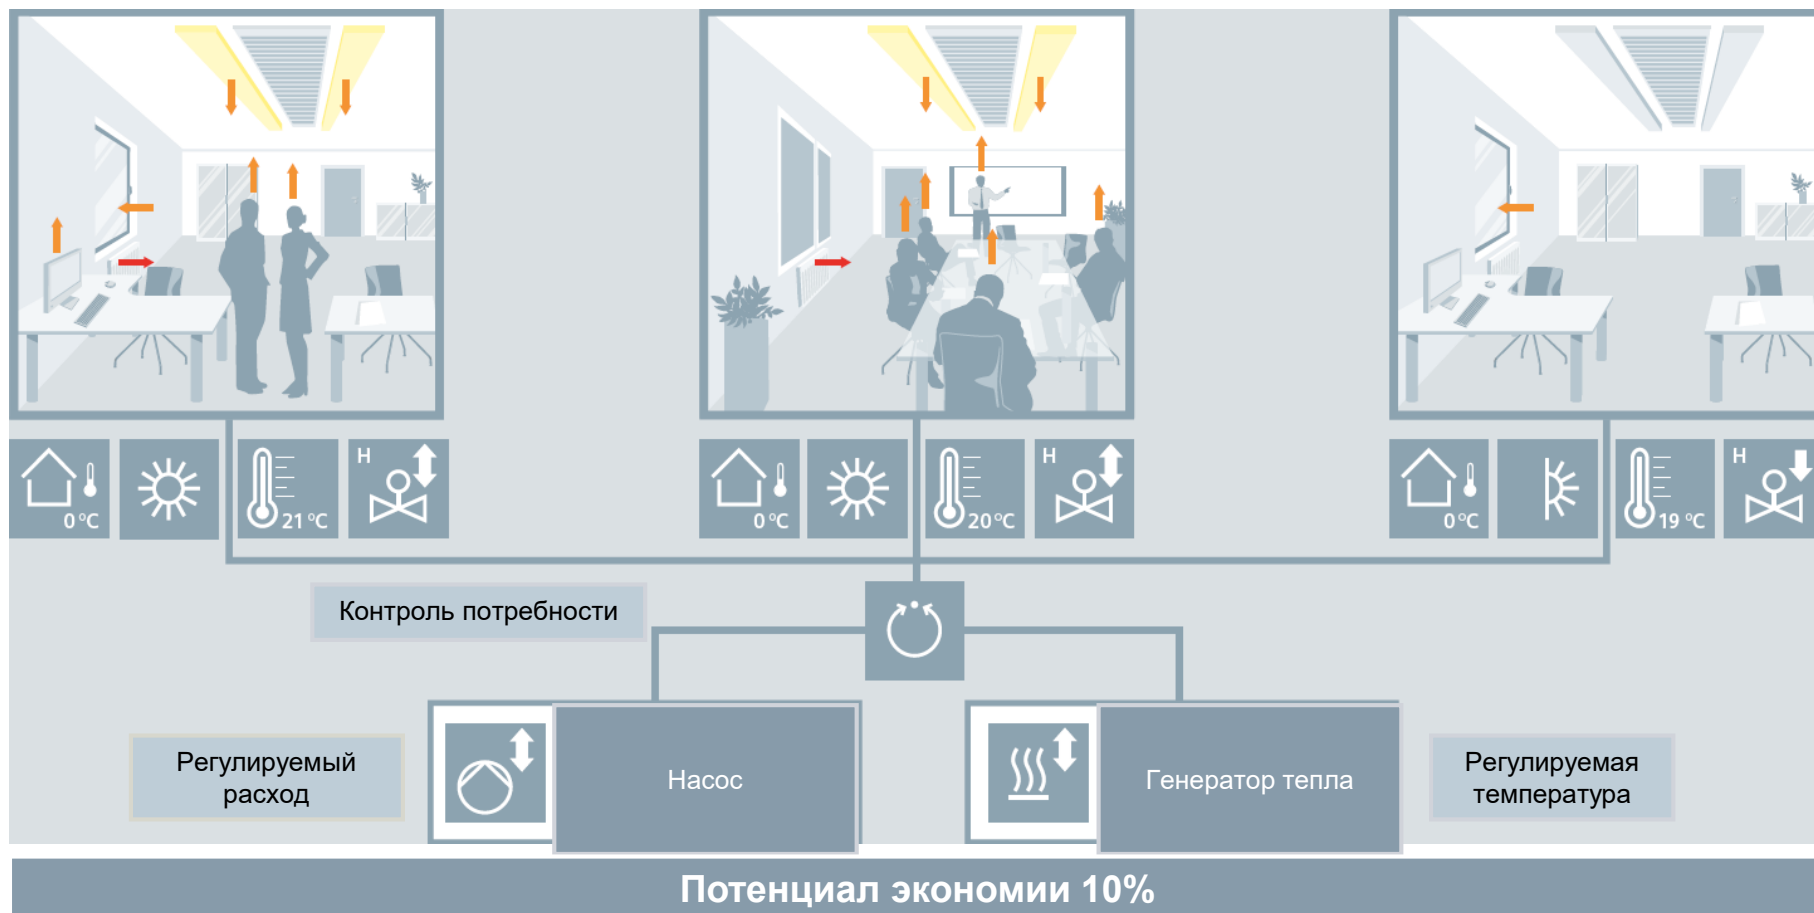 0 °C
21 °C
H
0 °C
20 °C
H
0 °C
19 °C
H
Контроль потребности
Регулируемый
расход
Насос
Генератор тепла
Регулируемая
температура
Потенциал экономии 10%